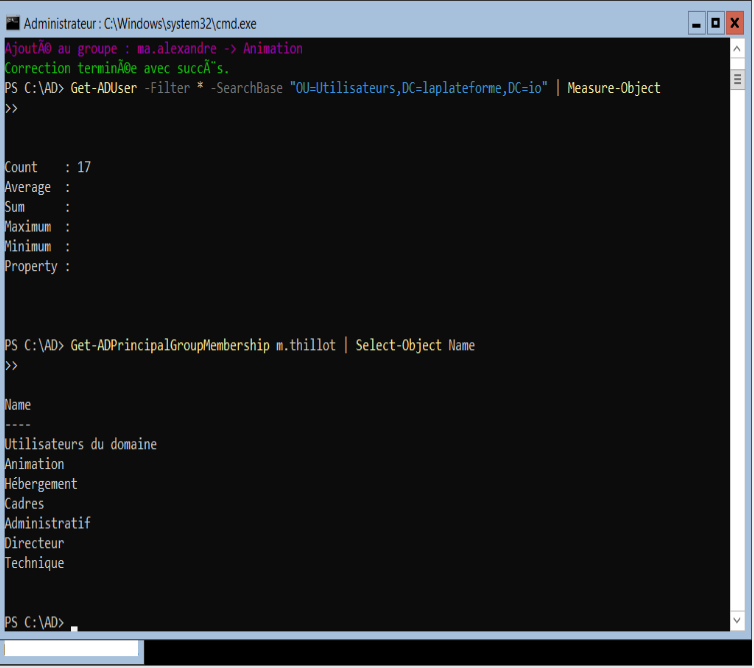 Administrateur : C:\Windows\system32\cmd.exe
AjoutÃ© au groupe : ma.alexandre -> Animation
Correction terminÃ©e avec succÃ¨s.
PS C:\AD> Get-ADUser -Filter * -SearchBase "OU=Utilisateurs,DC=laplateforme,DC=io" | Measure-Object
>>
Count    : 17
Average  :
Sum      :
Maximum  :
Minimum  :
Property :
PS C:\AD> Get-ADPrincipalGroupMembership m.thillot | Select-Object Name
>>
Name
----
Utilisateurs du domaine
Animation
Hébergement
Cadres
Administratif
Directeur
Technique
PS C:\AD>